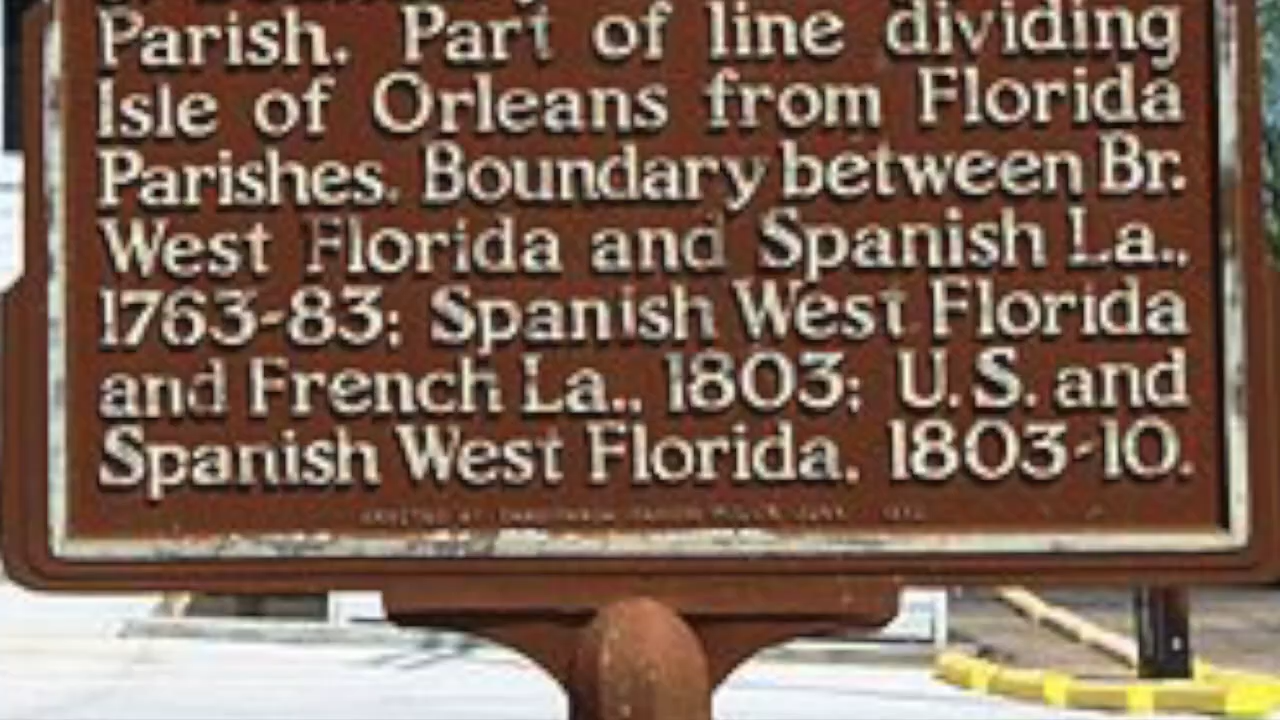 Parish. Part of line dividing
Isle of Orleans from Florida
Parishes. Boundary between Br.
West Florida and Spanish La.,
1763-83; Spanish West Florida
and French La., 1803; U.S. and
Spanish West Florida, 1803-10.